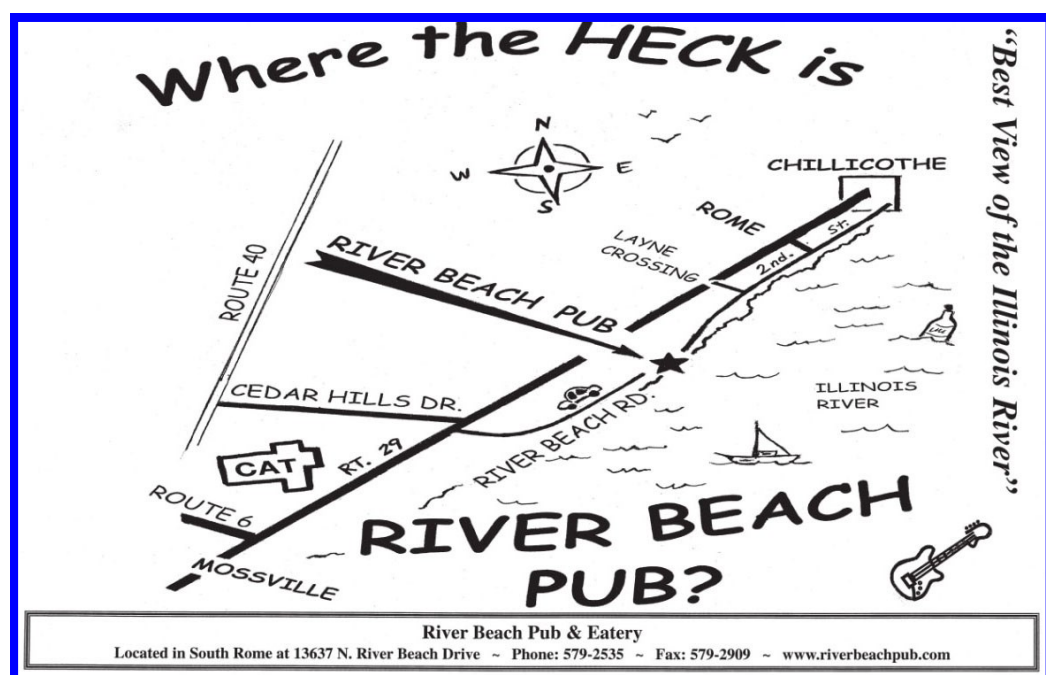 Where the HECK is
"Best View of the Illinois River"
N
W
E
S
CHILLICOTHE
ROME
LAYNE
CROSSING
2nd. St.
ROUTE 40
RIVER BEACH PUB
CEDAR HILLS DR.
ILLINOIS
RIVER
RIVER BEACH RD.
CAT
RT. 29
ROUTE 6
MOSSVILLE
RIVER BEACH
PUB?
River Beach Pub & Eatery
Located in South Rome at 13637 N. River Beach Drive ~ Phone: 579-2535 ~ Fax: 579-2909 ~ www.riverbeachpub.com